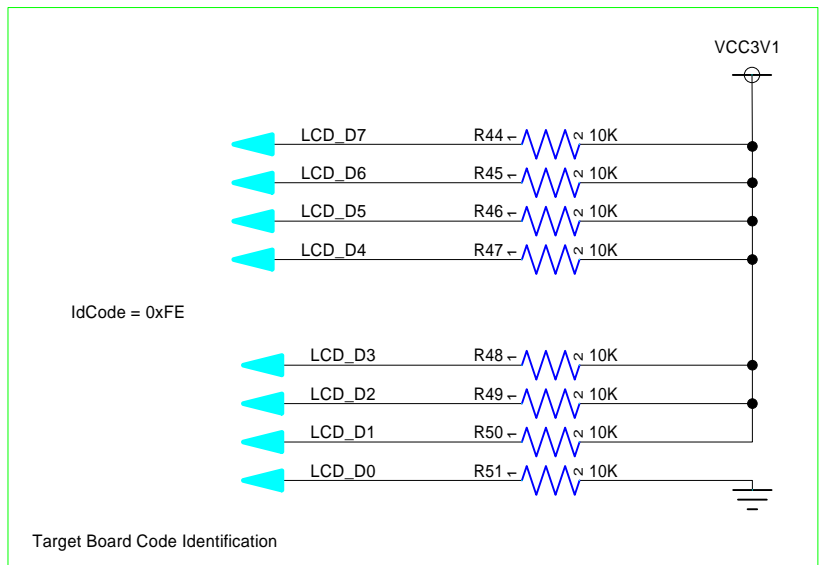 VCC3V1
LCD_D7 R44 1 2 10K
LCD_D6 R45 1 2 10K
LCD_D5 R46 1 2 10K
LCD_D4 R47 1 2 10K
IdCode = 0xFE
LCD_D3 R48 1 2 10K
LCD_D2 R49 1 2 10K
LCD_D1 R50 1 2 10K
LCD_D0 R51 1 2 10K
Target Board Code Identification